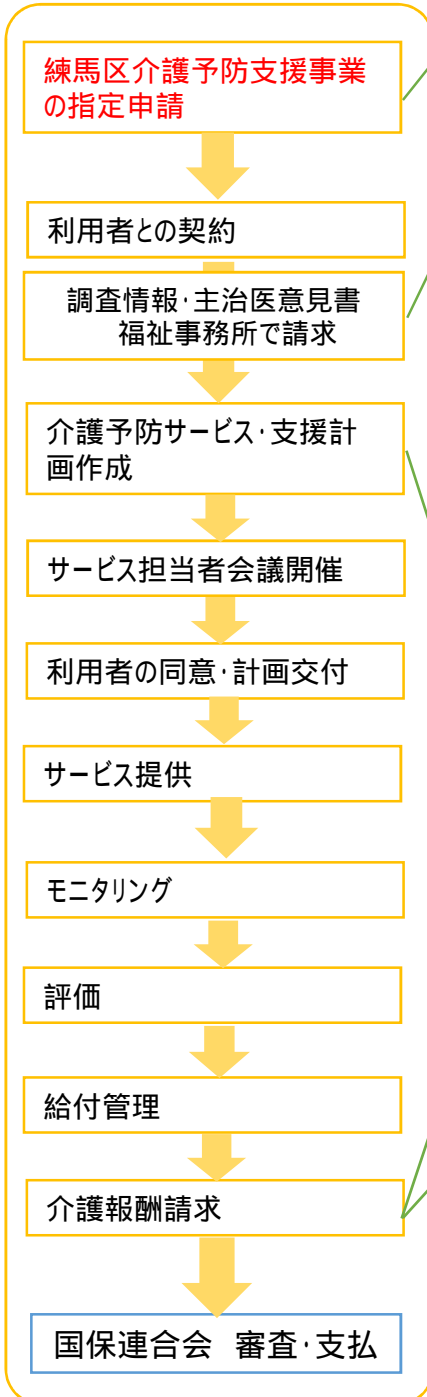 練馬区介護予防支援事業
の指定申請
利用者との契約
調査情報・主治医意見書
福祉事務所で請求
介護予防サービス・支援計
画作成
サービス担当者会議開催
利用者の同意・計画交付
サービス提供
モニタリング
評価
給付管理
介護報酬請求
国保連合会　審査・支払